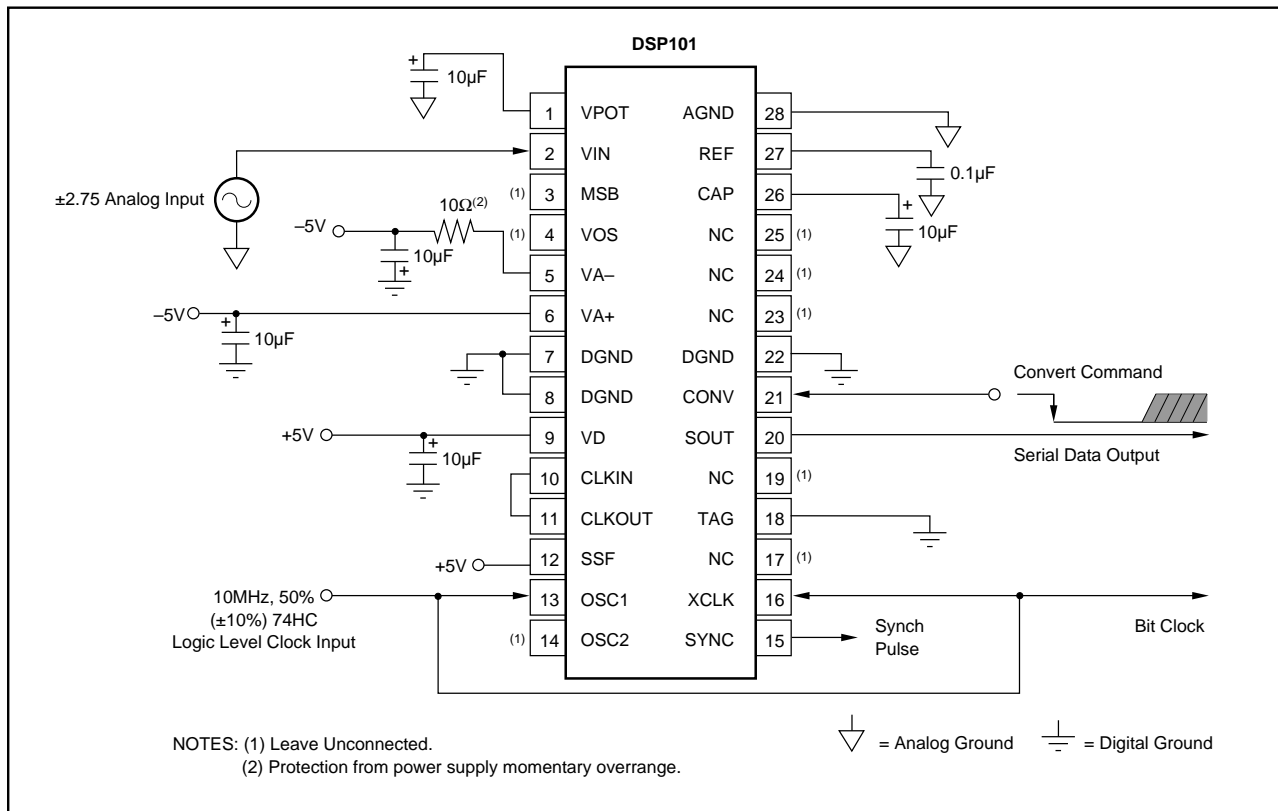 DSP101
+
10µF
1 VPOT AGND 28
2 VIN REF 27
0.1µF
±2.75 Analog Input
(1) 3 MSB CAP 26
+
10µF
10Ω(2)
–5V
(1) 4 VOS NC 25 (1)
10µF
+
5 VA– NC 24 (1)
–5V
6 VA+ NC 23 (1)
+
10µF
7 DGND DGND 22
Convert Command
8 DGND CONV 21
+5V
9 VD SOUT 20
+
10µF
Serial Data Output
10 CLKIN NC 19 (1)
11 CLKOUT TAG 18
+5V
12 SSF NC 17 (1)
10MHz, 50%
(±10%) 74HC
Logic Level Clock Input
13 OSC1 XCLK 16
Bit Clock
(1) 14 OSC2 SYNC 15
Synch
Pulse
NOTES: (1) Leave Unconnected.
(2) Protection from power supply momentary overrange.
= Analog Ground
= Digital Ground